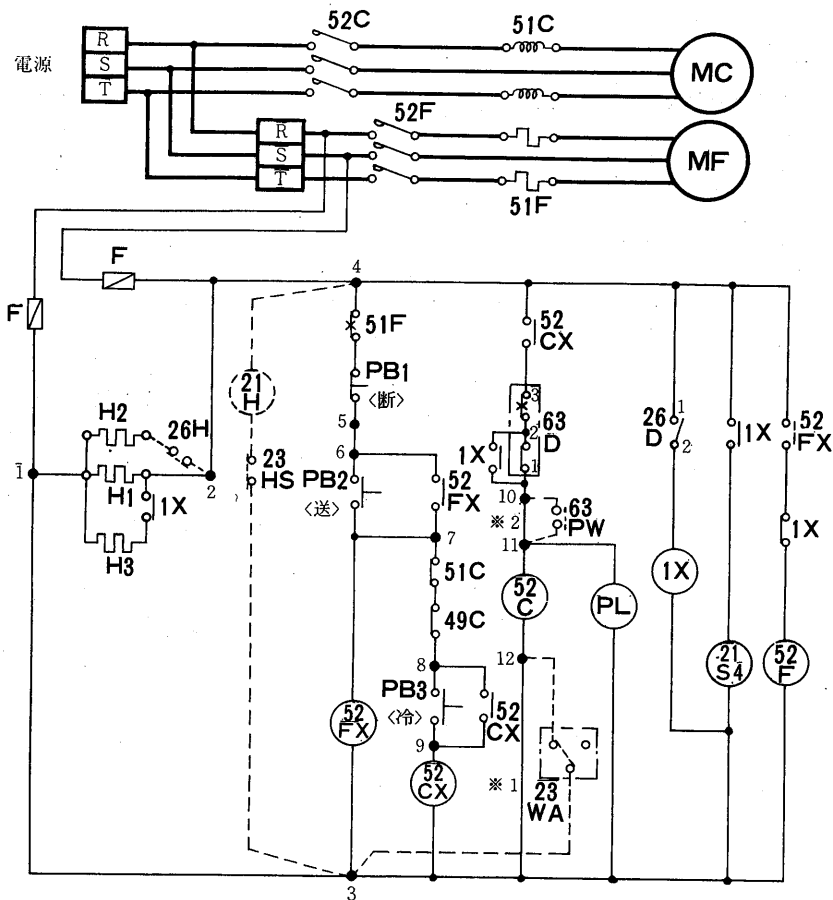 52C
51C
R
電源
S
T
MC
52F
R
S
T
MF
51F
F
F
4
51F
PB1
〈断〉
5
6
PB2
〈送〉
52
FX
7
51C
49C
8
PB3
〈冷〉
52
CX
9
52
FX
52
CX
21
H
23
HS
H2
26H
1
H1
1X
2
H3
52
CX
3
63
D
2
1
1X
10
※2
63
PW
11
52
C
PL
12
※1
23
WA
26
D
1
2
1X
1X
21
S4
52
FX
1X
52
F
3